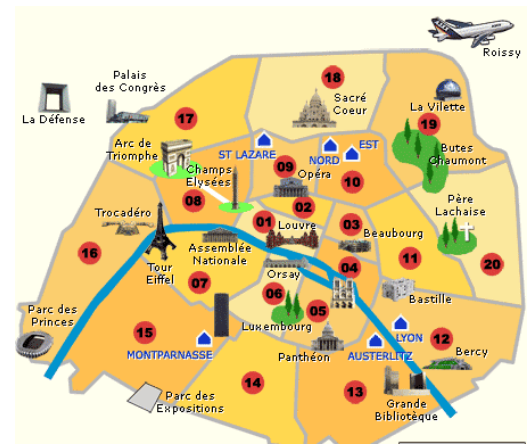 Roissy
18
Palais
des Congrès
Sacré
Coeur
La Vilette
La Défense
17
19
Arc de
Triomphe
ST LAZARE
NORD
EST
Butes
Chaumont
Champs
Elysées
09
Opéra
10
08
02
Père
Lachaise
Trocadéro
01
Louvre
03
Beaubourg
16
Assemblée
Nationale
11
20
Tour
Eiffel
Orsay
04
07
06
05
Bastille
Parc des
Princes
15
Luxembourg
LYON
12
MONTPARNASSE
Panthéon
AUSTERLITZ
Bercy
14
13
Parc des
Expositions
Grande
Bibliotèque